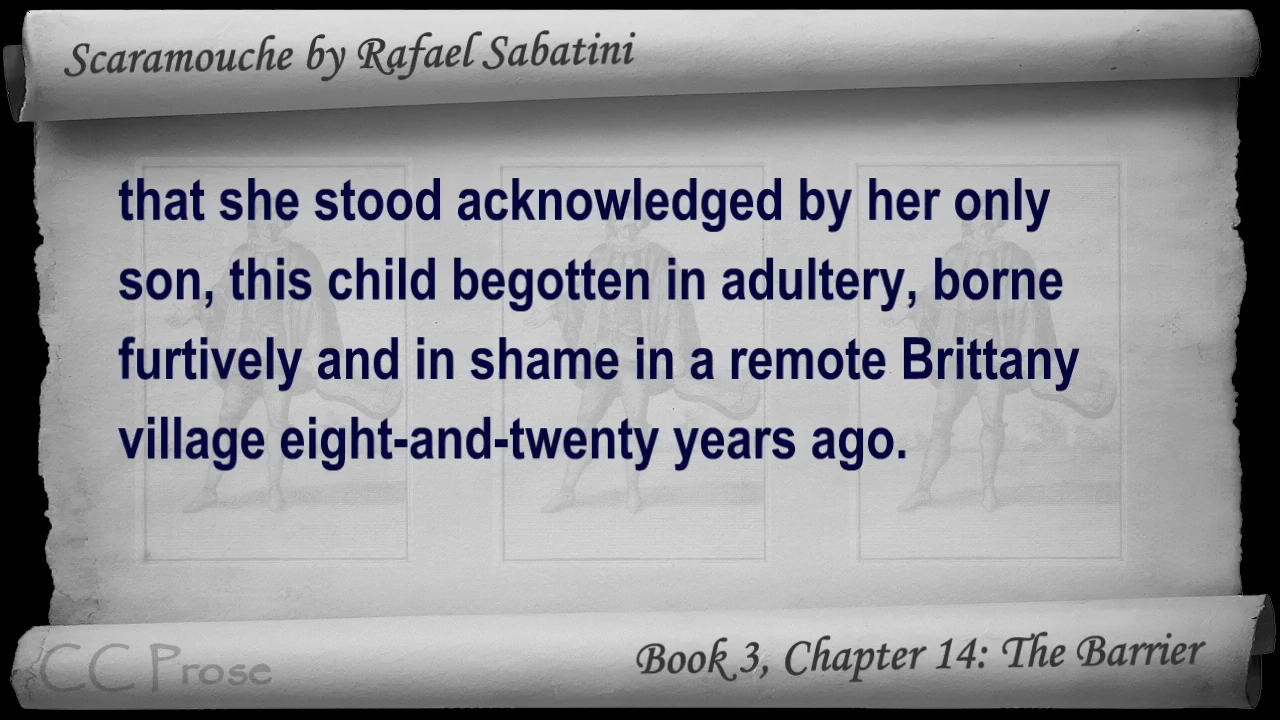 Scaramouche by Rafael Sabatini
that she stood acknowledged by her only
son, this child begotten in adultery, borne
furtively and in shame in a remote Brittany
village eight-and-twenty years ago.
CC Prose
Book 3, Chapter 14: The Barrier